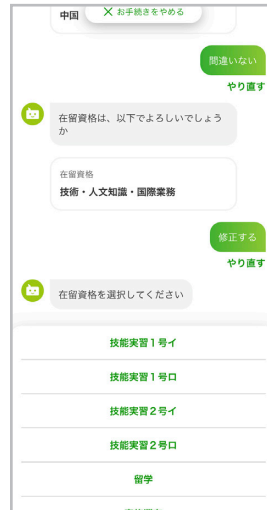 中国
× お手続きをやめる
間違いない
やり直す
在留資格は、以下でよろしいでしょう
か
在留資格
技術・人文知識・国際業務
修正する
やり直す
在留資格を選択してください
技能実習1号イ
技能実習1号ロ
技能実習2号イ
技能実習2号ロ
留学